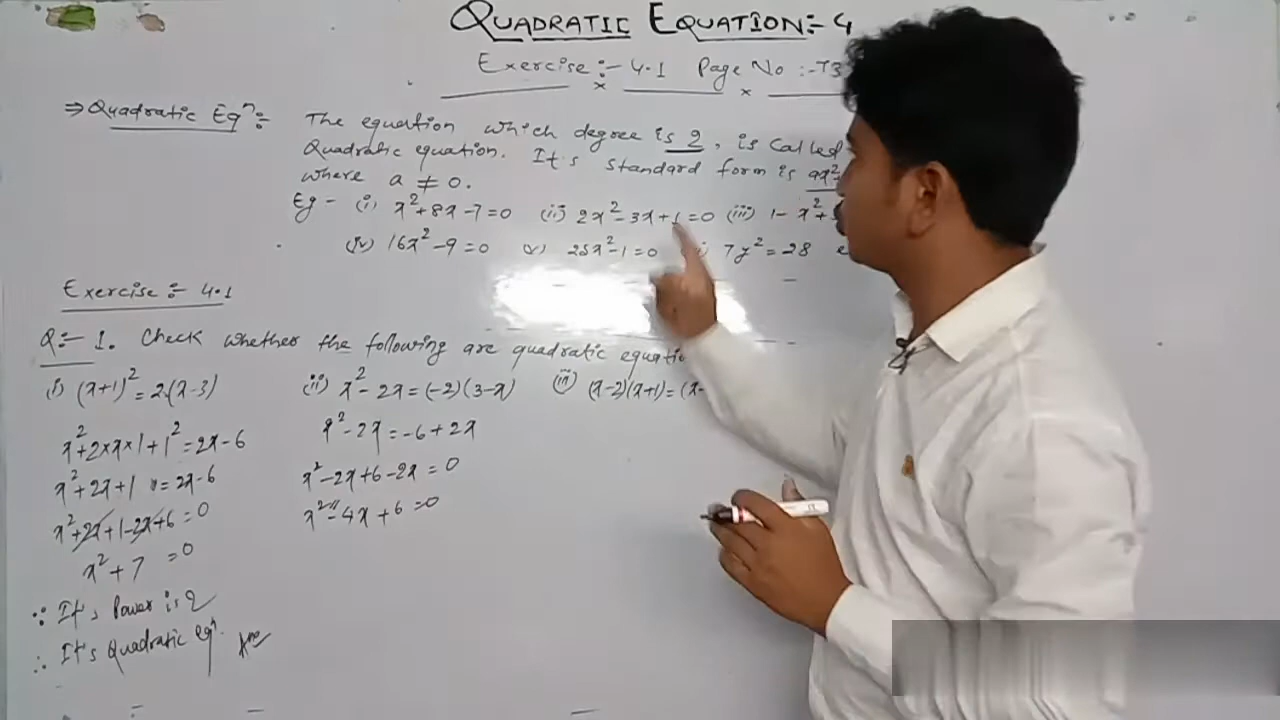 QUADRATIC EQUATION:- 4
Exercise :- 4.1 Page No :- 73
⇒ Quadratic Eqⁿ :- The equation which degree is 2, is called
Quadratic equation. It's standard form is ax²
where a ≠ 0.
Eg - (i) x²+8x-7=0 (ii) 2x²-3x+1=0 (iii) 1-x²+
(iv) 16x²-9=0 (v) 25x²-1=0 7y²=28
Exercise :- 4.1
Q:- 1. Check whether the following are quadratic equatio
(i) (x+1)² = 2(x-3) (ii) x²-2x=(-2)(3-x) (iii) (x-2)(x+1)=(x-
x²+2×x×1+1²=2x-6 x²-2x=-6+2x
x²+2x+1 = 2x-6 x²-2x+6-2x=0
x²+2x+1-2x+6=0 x²-4x+6=0
x²+7 =0
∵ It's Power is 2
∴ It's Quadratic eqⁿ. Ans